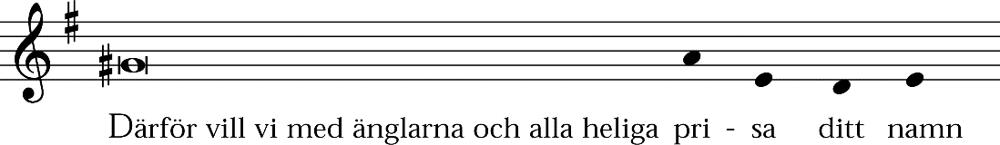 Därför vill vi med änglarna och alla heliga pri - sa ditt namn